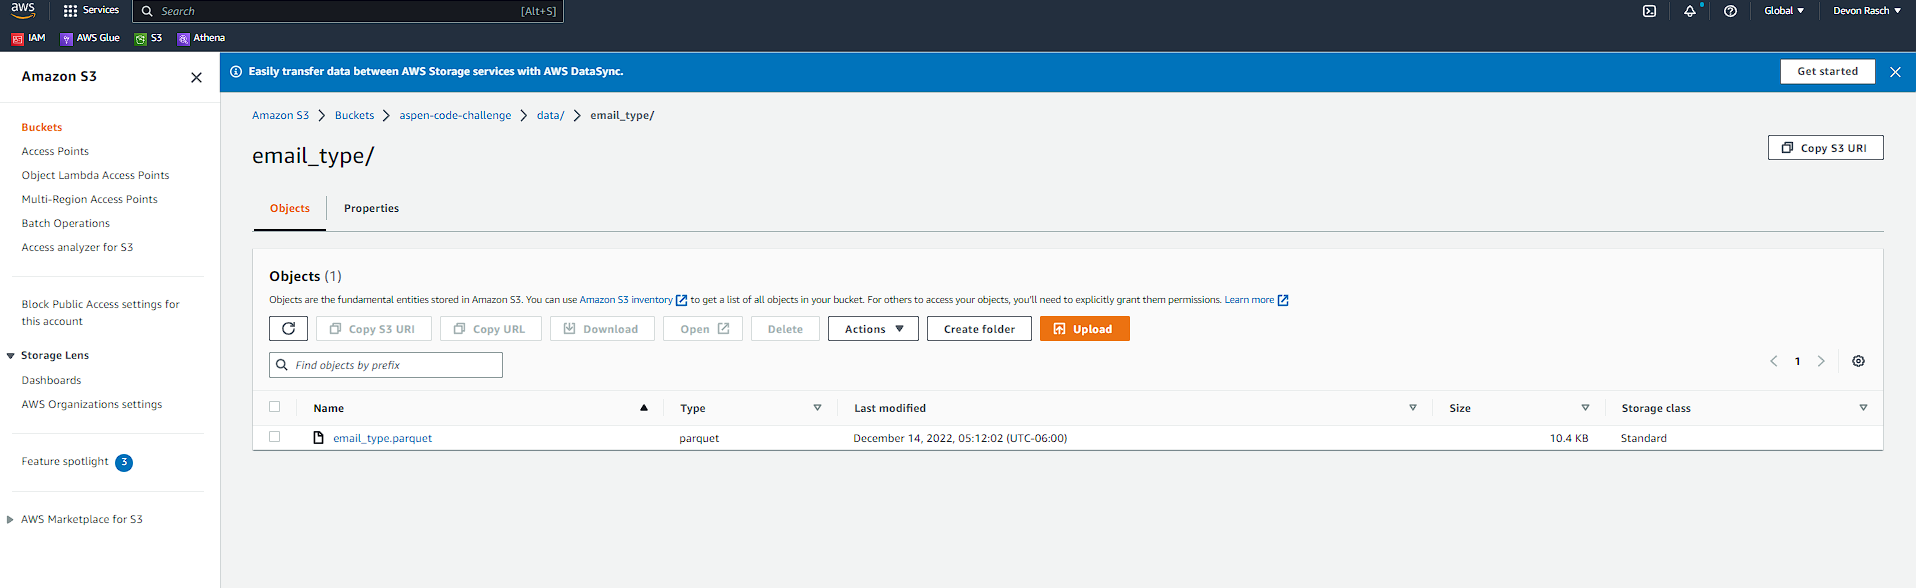 aws Services Search [Alt+S] Global Devon Rasch
IAM AWS Glue S3 Athena
Amazon S3
Easily transfer data between AWS Storage services with AWS DataSync. Get started
Buckets
Access Points
Object Lambda Access Points
Multi-Region Access Points
Batch Operations
Access analyzer for S3
Block Public Access settings for
this account
Storage Lens
Dashboards
AWS Organizations settings
Feature spotlight 3
AWS Marketplace for S3
Amazon S3 Buckets aspen-code-challenge data/ email_type/
email_type/
Copy S3 URI
Objects Properties
Objects (1)
Objects are the fundamental entities stored in Amazon S3. You can use Amazon S3 inventory to get a list of all objects in your bucket. For others to access your objects, you'll need to explicitly grant them permissions. Learn more
Copy S3 URI Copy URL Download Open Delete Actions Create folder Upload
Find objects by prefix 1
Name Type Last modified Size Storage class
email_type.parquet parquet December 14, 2022, 05:12:02 (UTC-06:00) 10.4 KB Standard